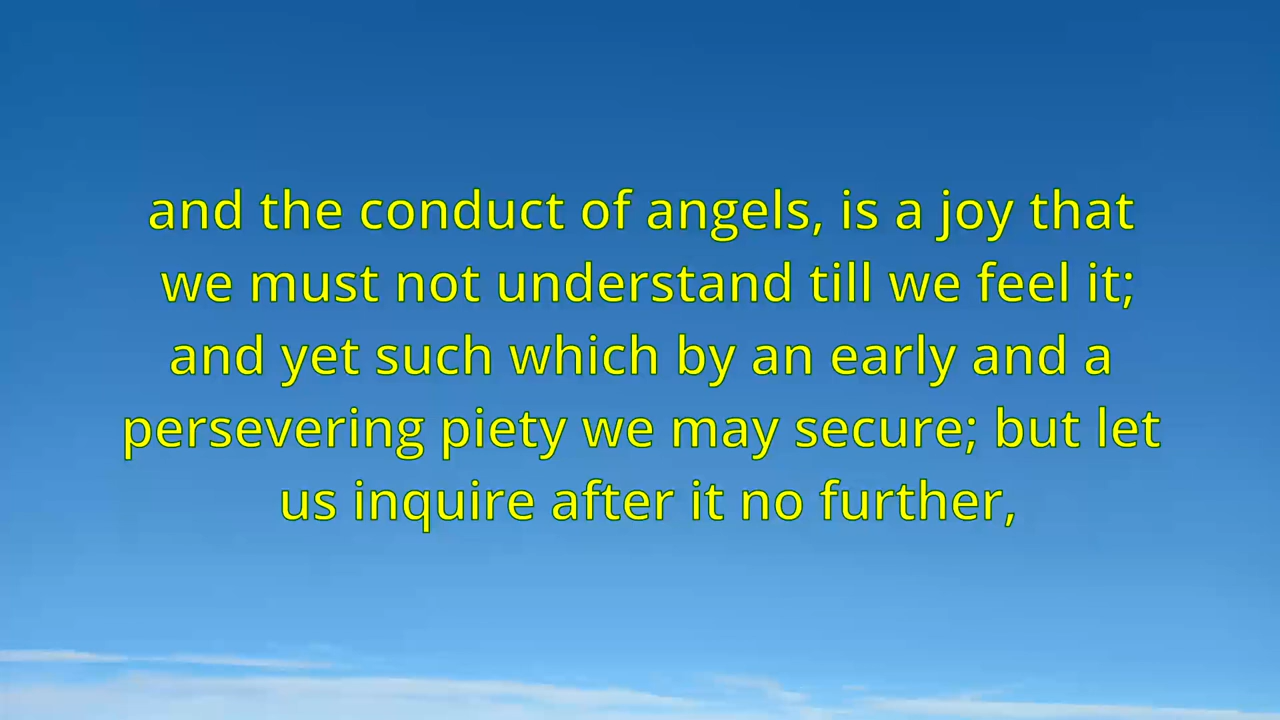 and the conduct of angels, is a joy that
we must not understand till we feel it;
and yet such which by an early and a
persevering piety we may secure; but let
us inquire after it no further,